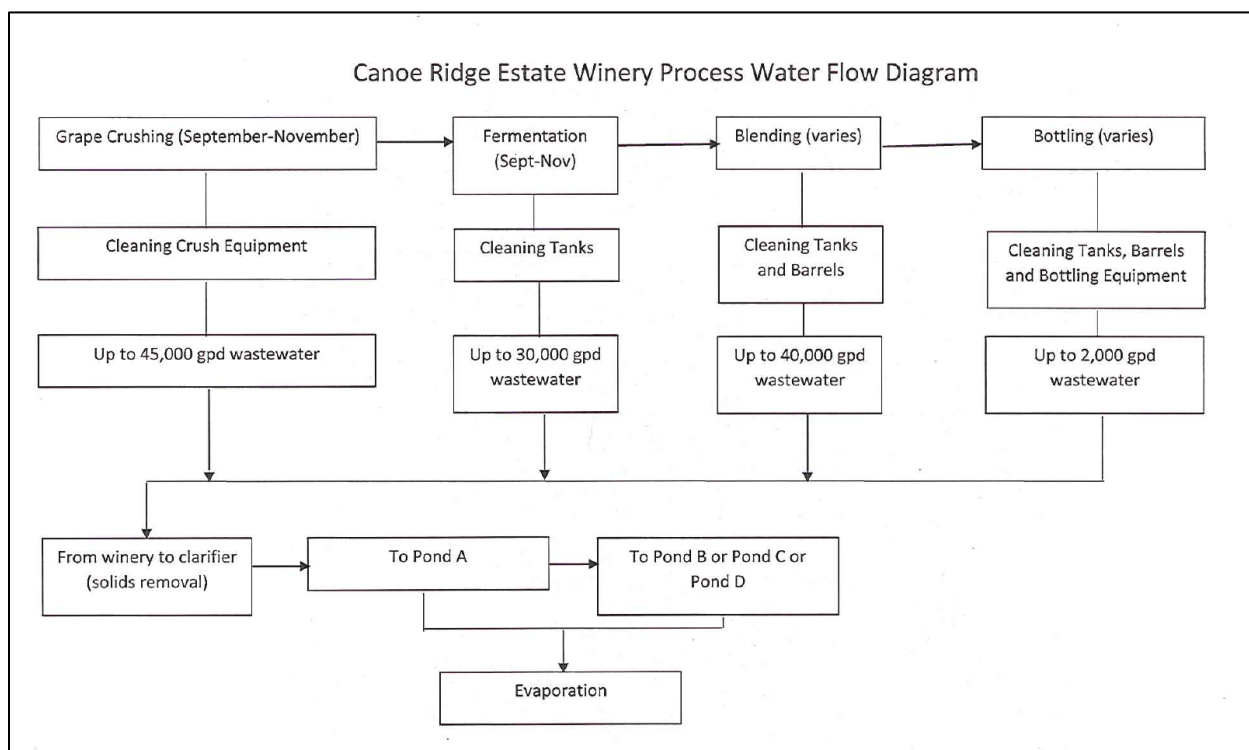 Canoe Ridge Estate Winery Process Water Flow Diagram
Grape Crushing (September-November)
Fermentation
(Sept-Nov)
Blending (varies)
Bottling (varies)
Cleaning Crush Equipment
Cleaning Tanks
Cleaning Tanks
and Barrels
Cleaning Tanks, Barrels
and Bottling Equipment
Up to 45,000 gpd wastewater
Up to 30,000 gpd
wastewater
Up to 40,000 gpd
wastewater
Up to 2,000 gpd
wastewater
From winery to clarifier
(solids removal)
To Pond A
To Pond B or Pond C or
Pond D
Evaporation